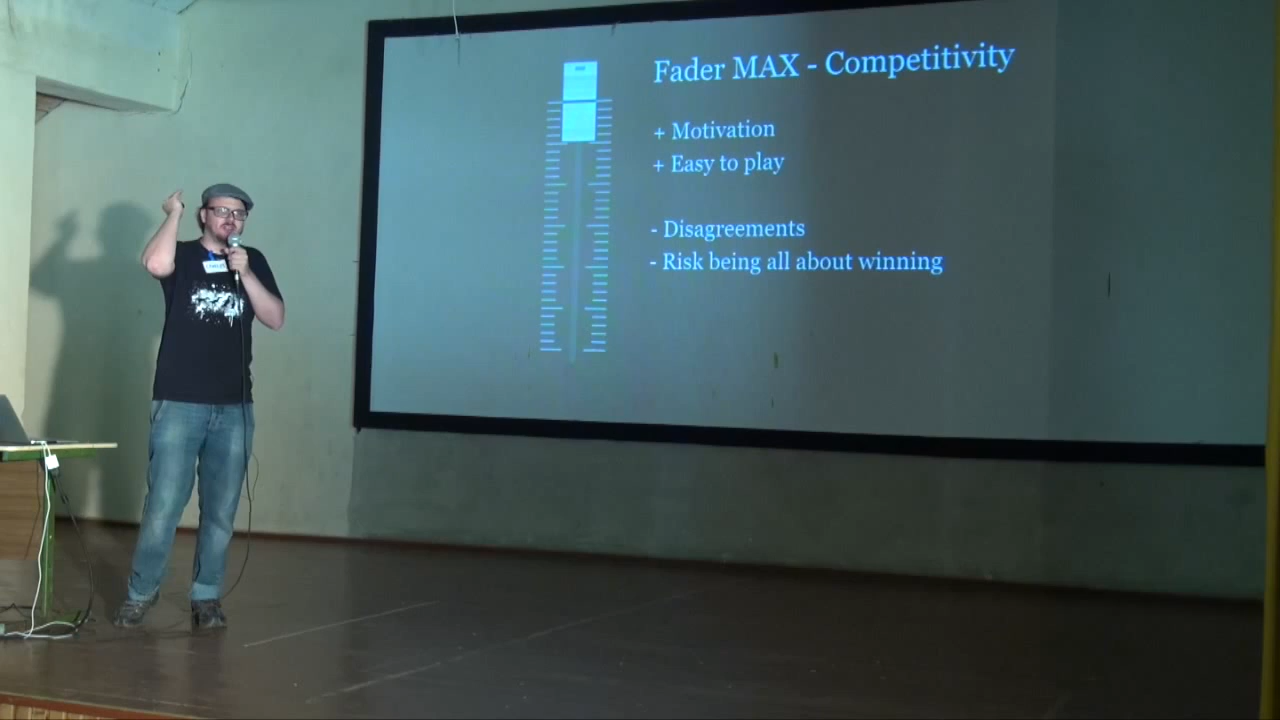 Fader MAX - Competitivity
+ Motivation
+ Easy to play
- Disagreements
- Risk being all about winning